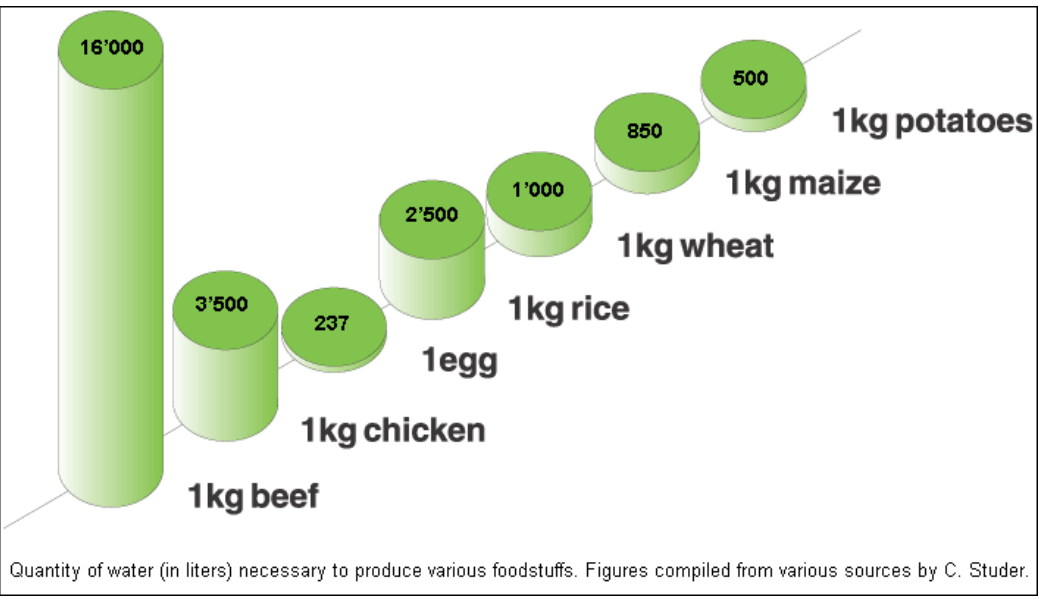 16’000
3’500
237
2’500
1’000
850
500
1kg potatoes
1kg maize
1kg wheat
1kg rice
1egg
1kg chicken
1kg beef
Quantity of water (in liters) necessary to produce various foodstuffs. Figures compiled from various sources by C. Studer.